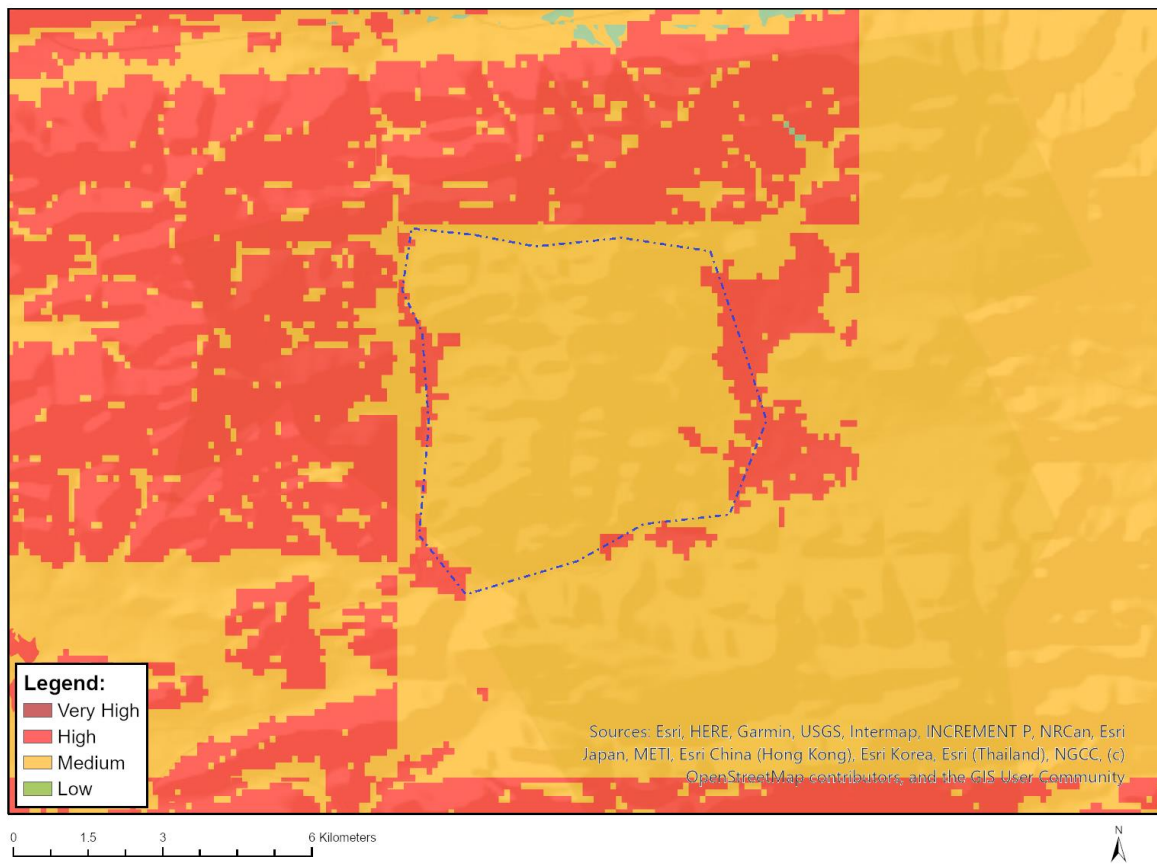 Legend:
Very High
High
Medium
Low
Sources: Esri, HERE, Garmin, USGS, Intermap, INCREMENT P, NRCan, Esri
Japan, METI, Esri China (Hong Kong), Esri Korea, Esri (Thailand), NGCC, (c)
OpenStreetMap contributors, and the GIS User Community
0 1.5 3 6 Kilometers
N